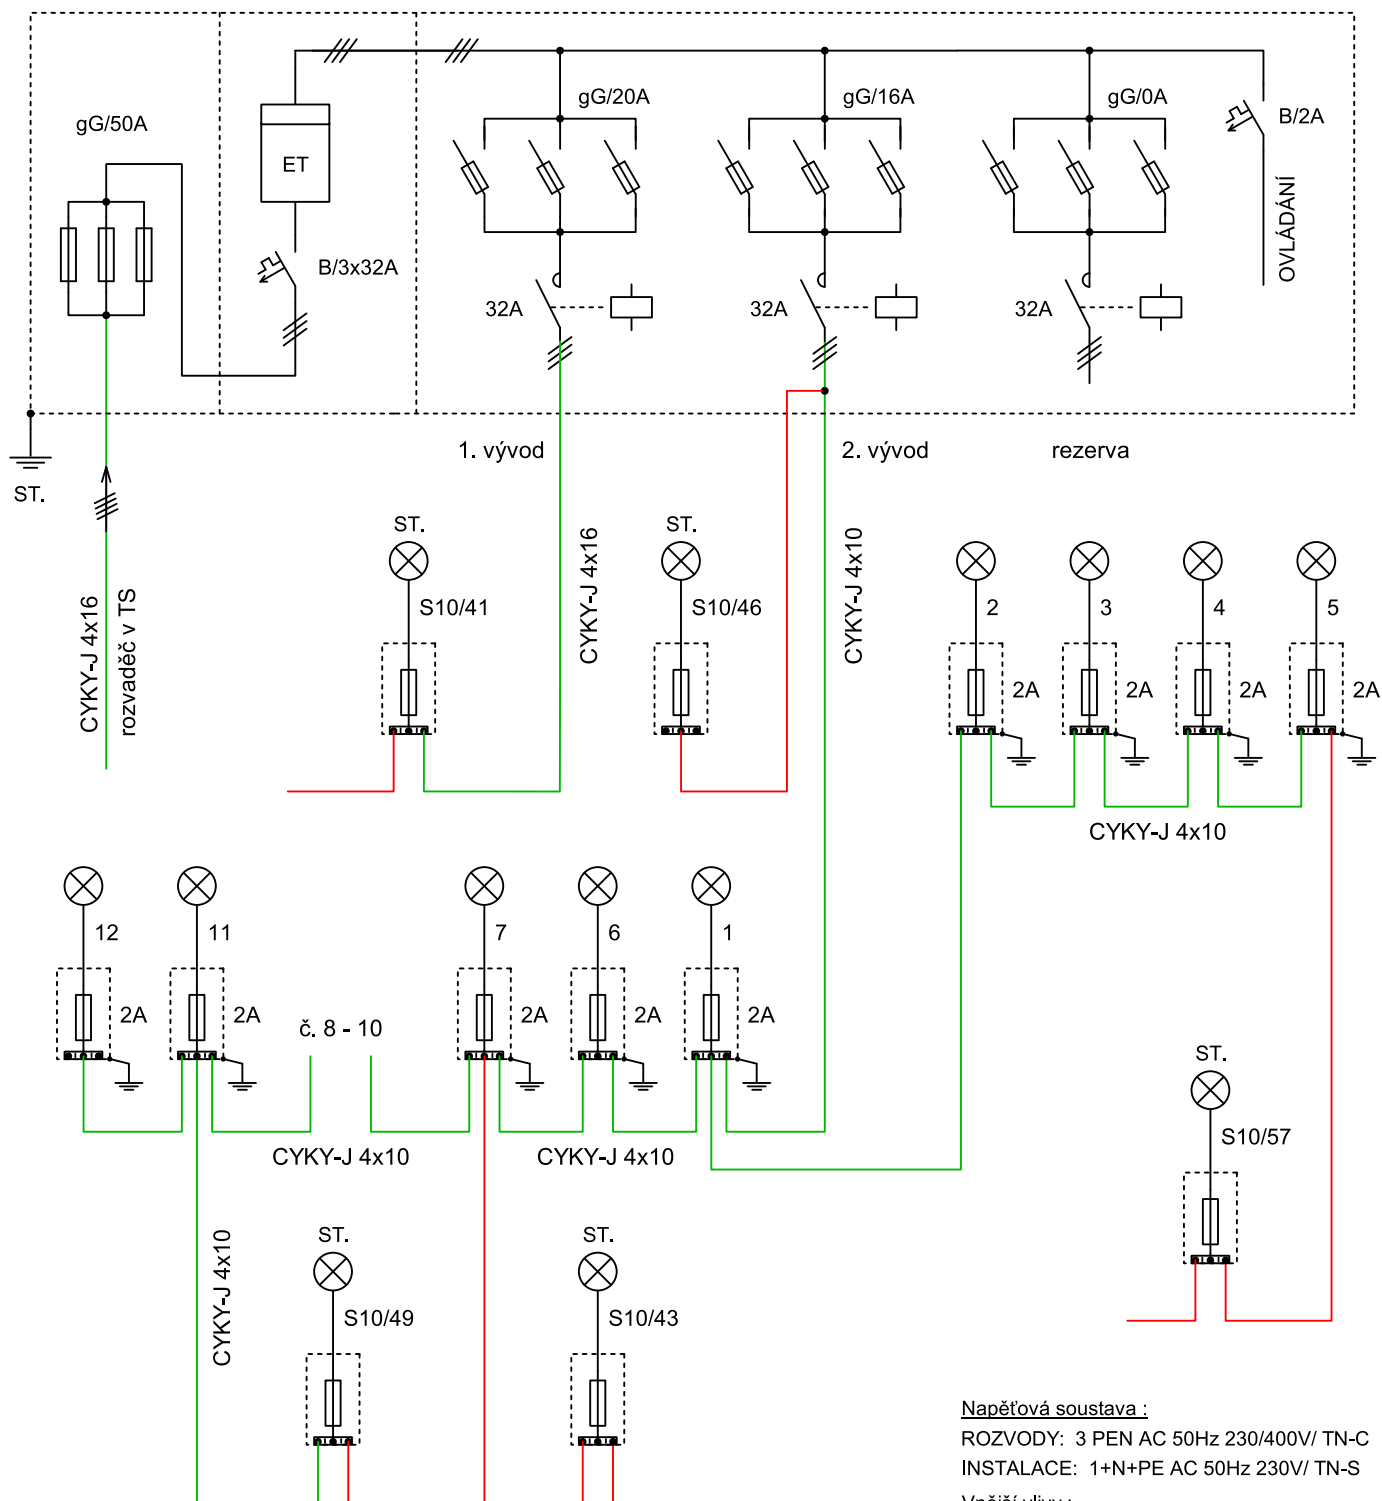 gG/50A
ET
B/3x32A
gG/20A
gG/16A
gG/0A
B/2A
OVLÁDÁNÍ
32A
32A
32A
1. vývod
2. vývod
rezerva
ST.
CYKY-J 4x16
rozvaděč v TS
ST.
S10/41
CYKY-J 4x16
ST.
S10/46
CYKY-J 4x10
2
3
4
5
2A
2A
2A
2A
CYKY-J 4x10
12
11
7
6
1
2A
2A
č. 8 - 10
2A
2A
2A
CYKY-J 4x10
CYKY-J 4x10
ST.
S10/57
CYKY-J 4x10
ST.
S10/49
ST.
S10/43
Napěťová soustava :
ROZVODY: 3 PEN AC 50Hz 230/400V/ TN-C
INSTALACE: 1+N+PE AC 50Hz 230V/ TN-S
Vnější vlivy :